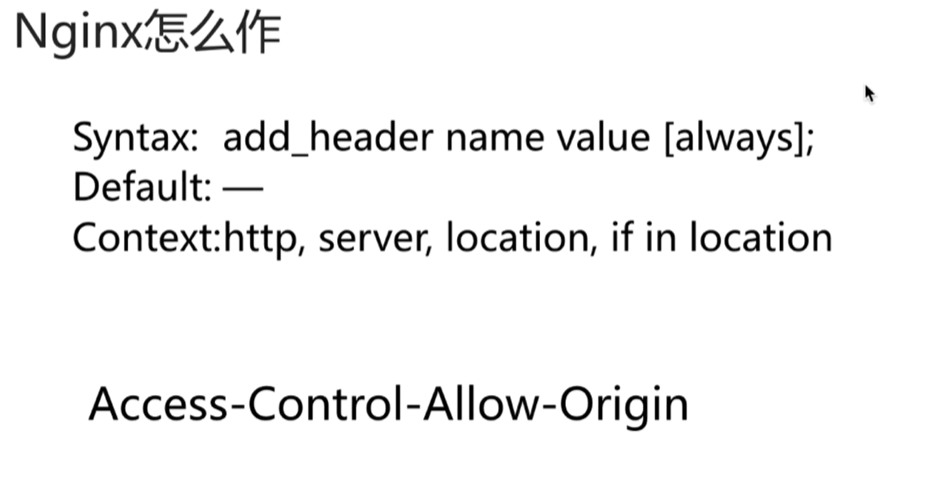 Nginx怎么作
Syntax: add_header name value [always];
Default: —
Context:http, server, location, if in location
Access-Control-Allow-Origin